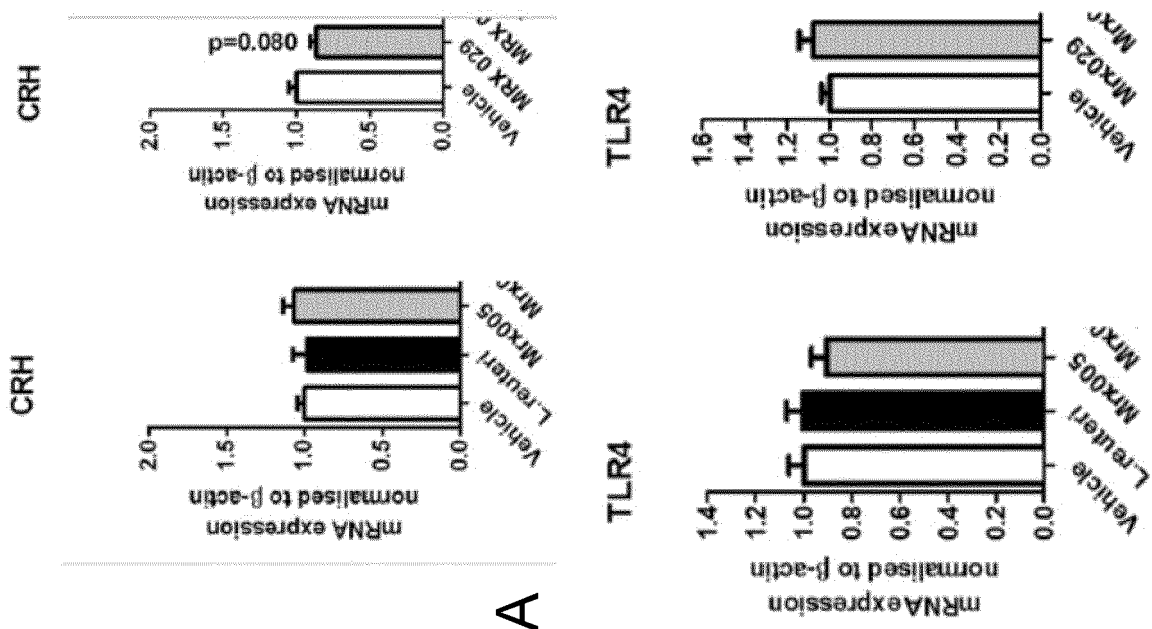 A
CRH
mRNA expression
normalised to β-actin
2.0
1.5
1.0
0.5
0.0
Vehicle
L.reuteri
Mrx005
CRH
mRNA expression
normalised to β-actin
2.0
1.5
1.0
0.5
0.0
p=0.080
Vehicle
MRX 029
TLR4
mRNA expression
normalised to β-actin
1.4
1.2
1.0
0.8
0.6
0.4
0.2
0.0
Vehicle
L.reuteri
Mrx005
TLR4
mRNA expression
normalised to β-actin
1.6
1.4
1.2
1.0
0.8
0.6
0.4
0.2
0.0
Vehicle
Mrx029